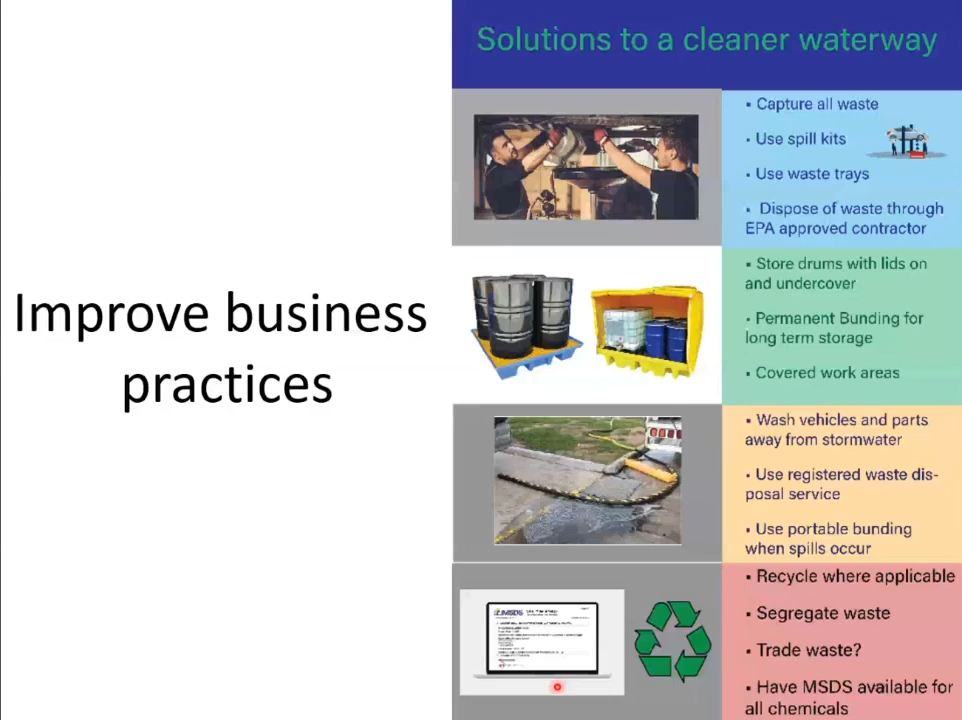 Improve business
practices
Solutions to a cleaner waterway
▪ Capture all waste
▪ Use spill kits
▪ Use waste trays
▪ Dispose of waste through
EPA approved contractor
▪ Store drums with lids on
and undercover
▪ Permanent Bunding for
long term storage
▪ Covered work areas
▪ Wash vehicles and parts
away from stormwater
▪ Use registered waste dis-
posal service
▪ Use portable bunding
when spills occur
MSDS
▪ Recycle where applicable
▪ Segregate waste
▪ Trade waste?
▪ Have MSDS available for
all chemicals